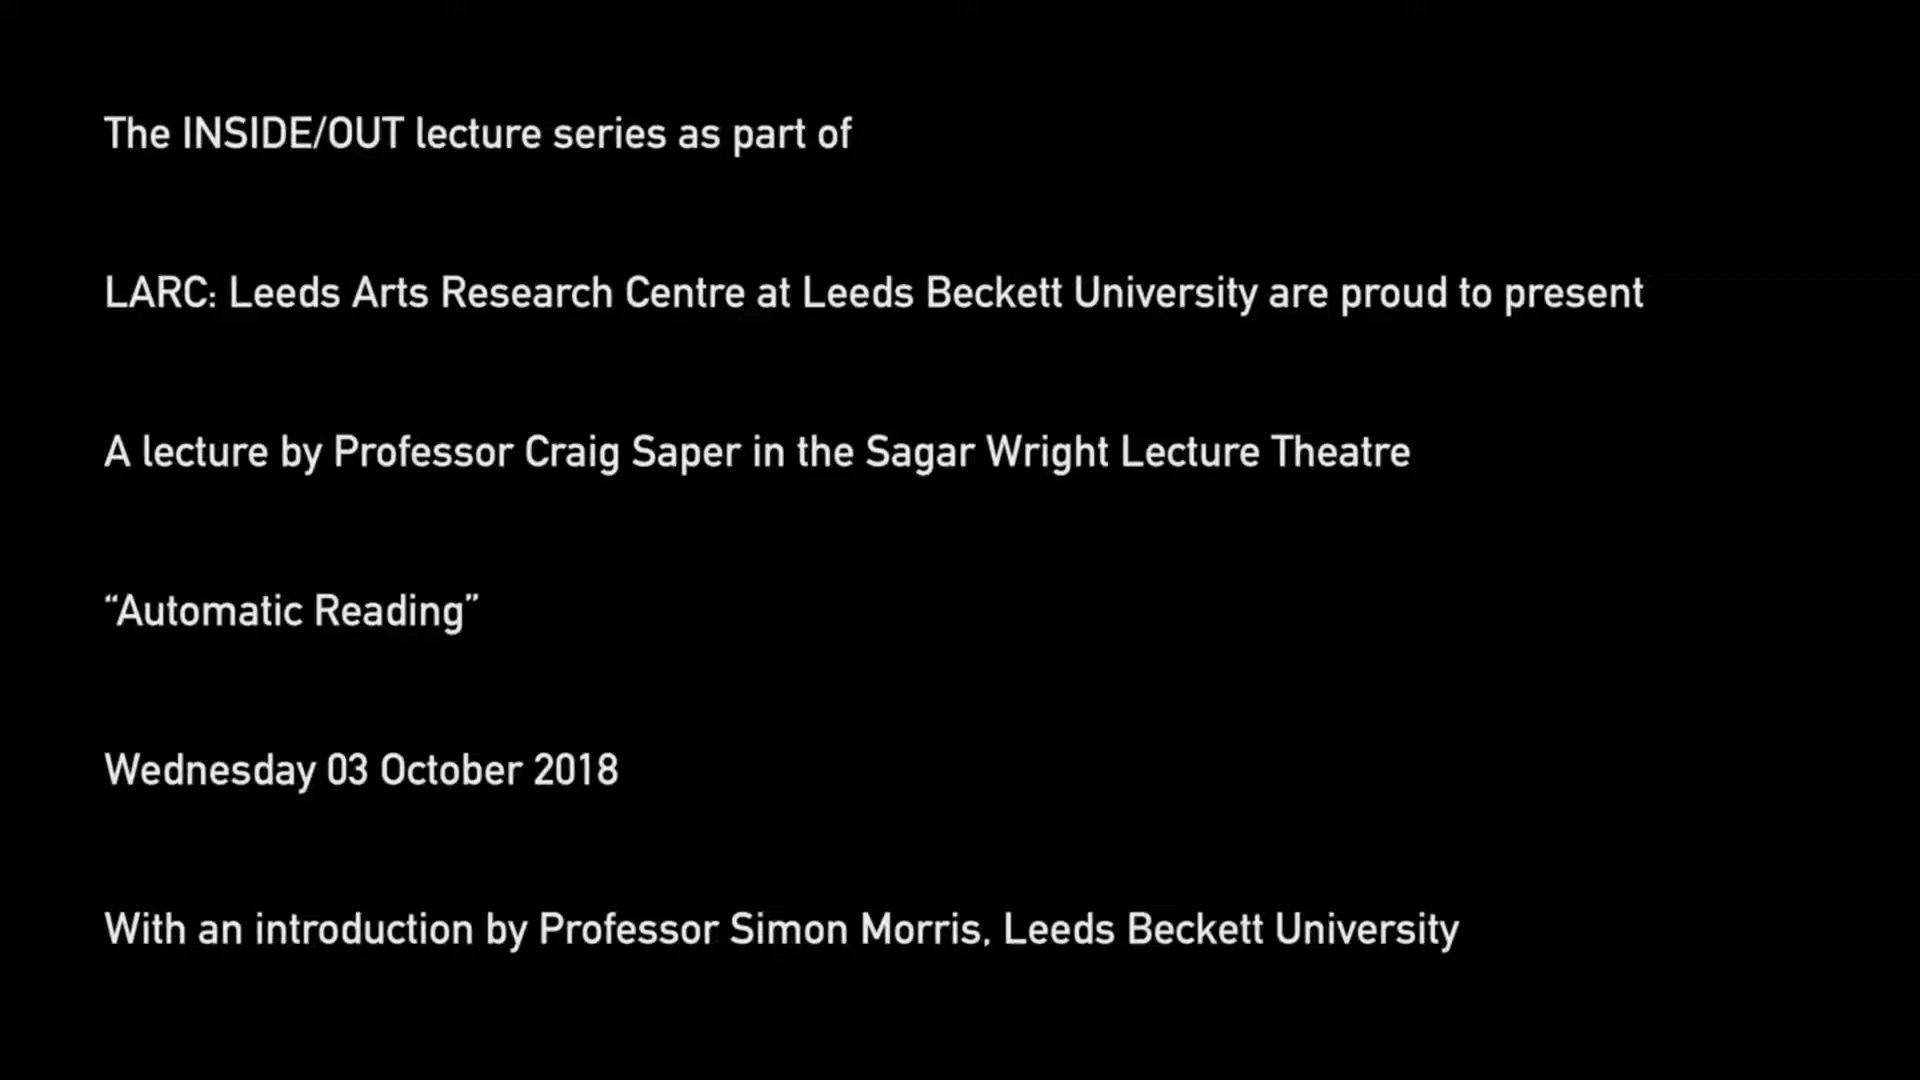 The INSIDE/OUT lecture series as part of
LARC: Leeds Arts Research Centre at Leeds Beckett University are proud to present
A lecture by Professor Craig Saper in the Sagar Wright Lecture Theatre
“Automatic Reading”
Wednesday 03 October 2018
With an introduction by Professor Simon Morris, Leeds Beckett University